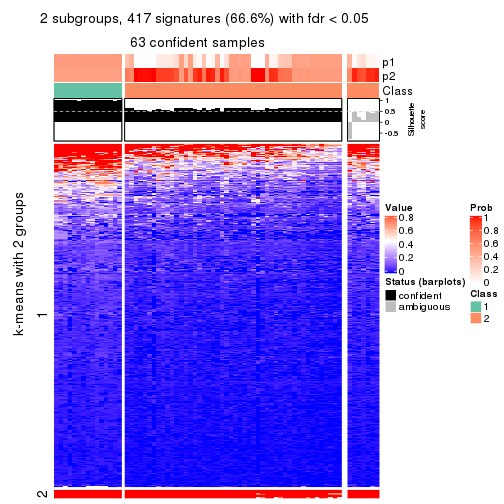 2 subgroups, 417 signatures (66.6%) with fdr < 0.05
63 confident samples
p1
p2
Class
1
0.5
0
-0.5
Silhouette
score
k-means with 2 groups
1
2
Value
0.8
0.6
0.4
0.2
0
Status (barplots)
confident
ambiguous
Prob
1
0.8
0.6
0.4
0.2
0
Class
1
2